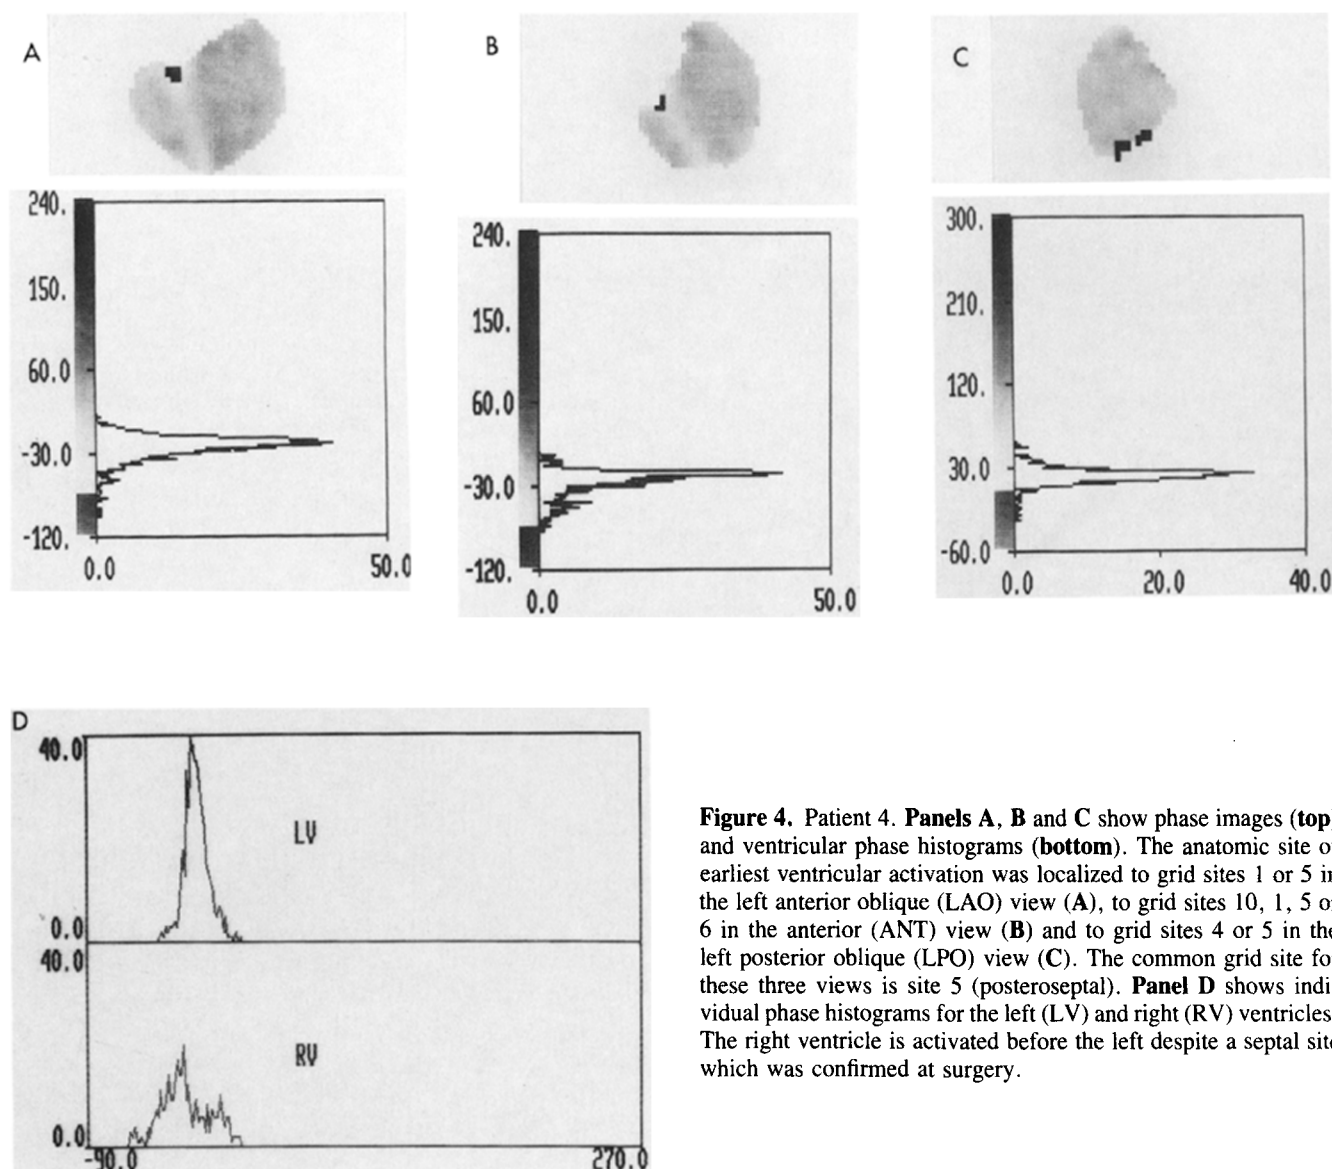 A
B
C
240.
150.
60.0
-30.0
-120.
0.0 50.0
240.
150.
60.0
-30.0
-120.
0.0 50.0
300.
210.
120.
30.0
-60.0
0.0 20.0 40.0
D
40.0
LV
0.0
40.0
RV
0.0
-90.0 270.0
Figure 4. Patient 4. Panels A, B and C show phase images (top)
and ventricular phase histograms (bottom). The anatomic site o
earliest ventricular activation was localized to grid sites 1 or 5 in
the left anterior oblique (LAO) view (A), to grid sites 10, 1, 5 o
6 in the anterior (ANT) view (B) and to grid sites 4 or 5 in the
left posterior oblique (LPO) view (C). The common grid site fo
these three views is site 5 (posteroseptal). Panel D shows indi
vidual phase histograms for the left (LV) and right (RV) ventricles
The right ventricle is activated before the left despite a septal site
which was confirmed at surgery.